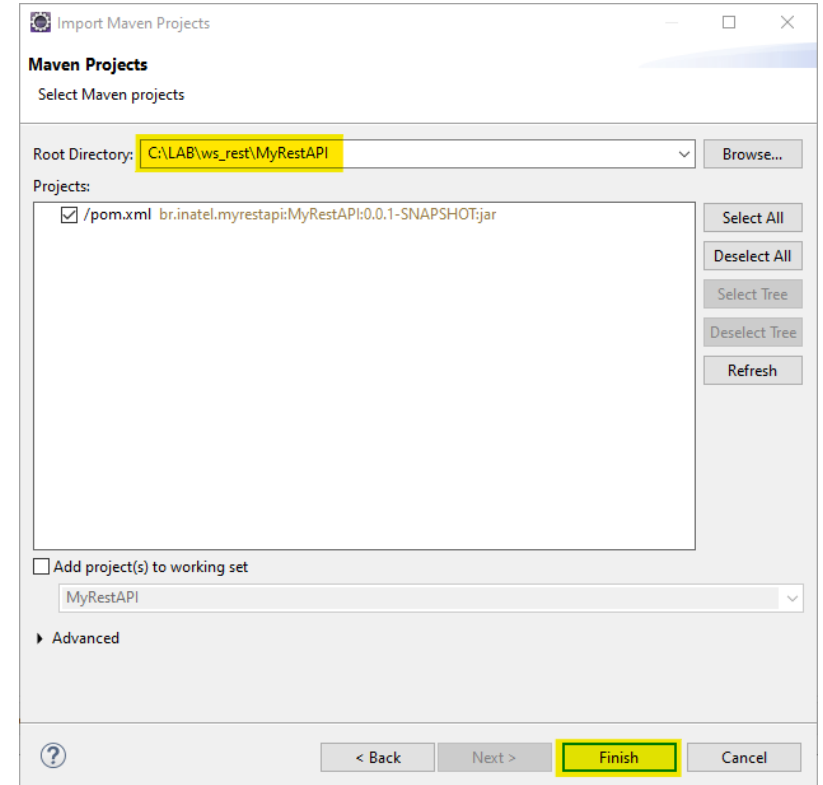 Import Maven Projects
Maven Projects
Select Maven projects
Root Directory: C:\LAB\ws_rest\MyRestAPI Browse...
Projects:
/pom.xml br.inatel.myrestapi:MyRestAPI:0.0.1-SNAPSHOT:jar
Select All
Deselect All
Select Tree
Deselect Tree
Refresh
Add project(s) to working set
MyRestAPI
Advanced
? < Back Next > Finish Cancel